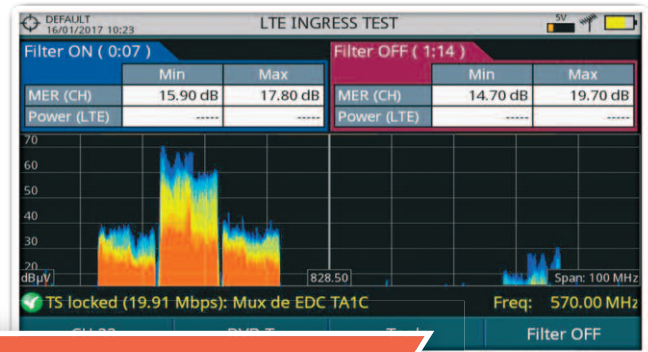 DEFAULT
16/01/2017 10:23
LTE INGRESS TEST
5V
Filter ON ( 0:07 )
Min Max
MER (CH) 15.90 dB 17.80 dB
Power (LTE) ----- -----
Filter OFF ( 1:14 )
Min Max
MER (CH) 14.70 dB 19.70 dB
Power (LTE) ----- -----
70
60
50
40
30
20
dBµV
828.50
Span: 100 MHz
TS locked (19.91 Mbps): Mux de EDC TA1C
Freq: 570.00 MHz
Filter OFF